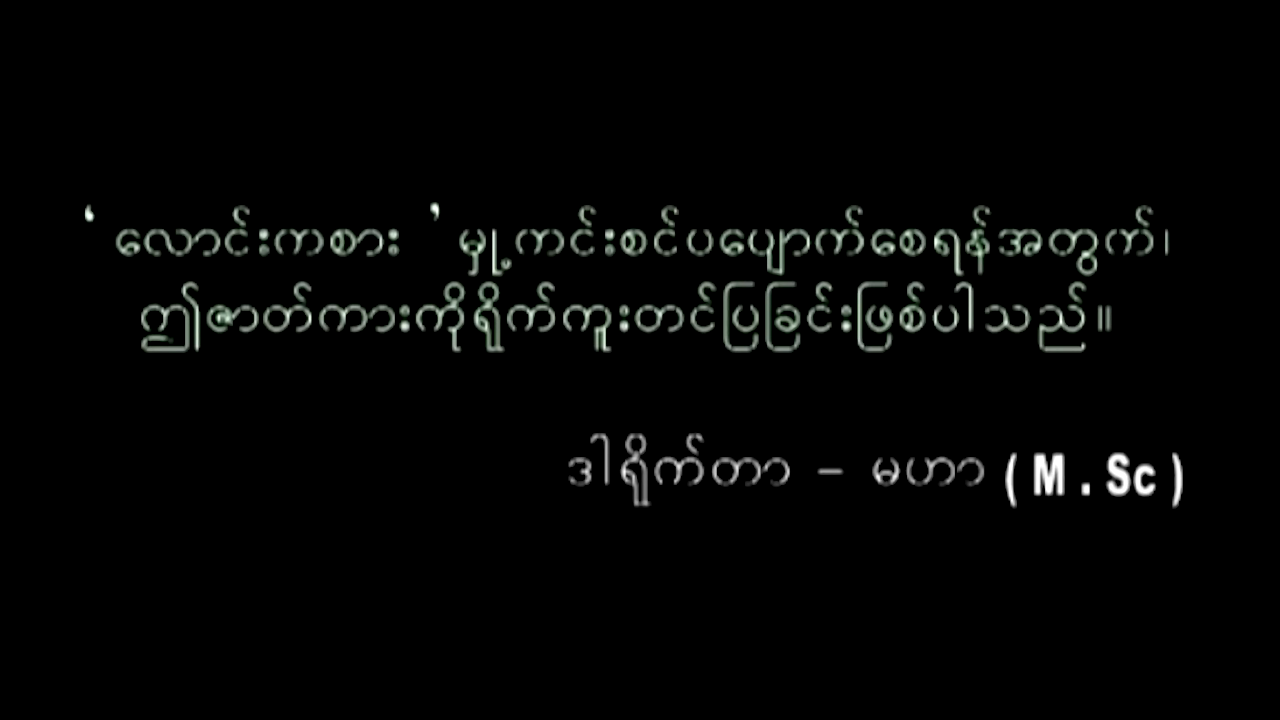 ‘ လောင်းကစား ’ မှု့ကင်းစင်ပပျောက်စေရန်အတွက်၊
ဤဇာတ်ကားကိုရိုက်ကူးတင်ပြခြင်းဖြစ်ပါသည်။
ဒါရိုက်တာ – မဟာ ( M . Sc )